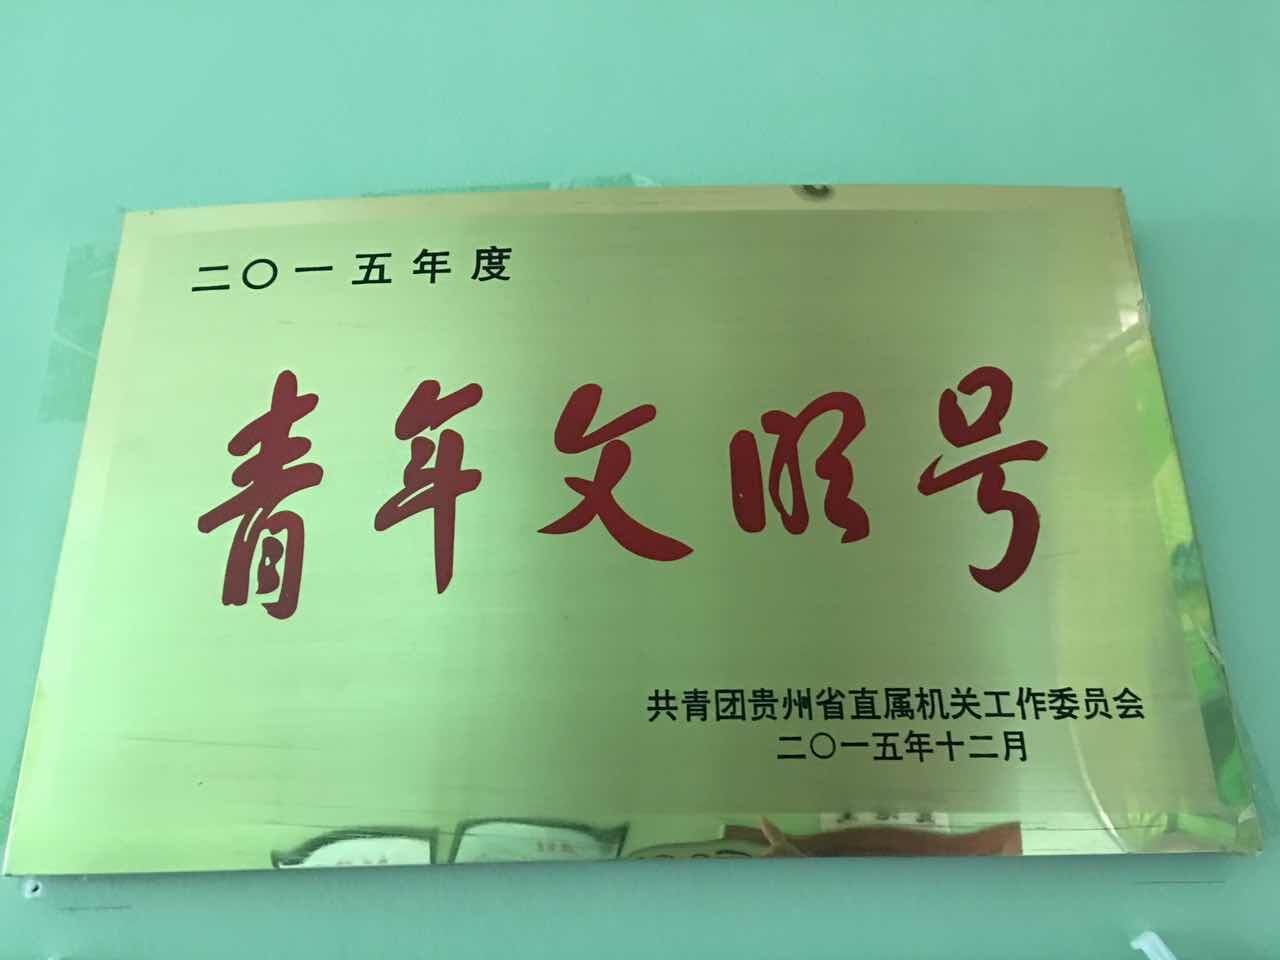 二〇一五年度
青年文明号
共青团贵州省直属机关工作委员会
二〇一五年十二月